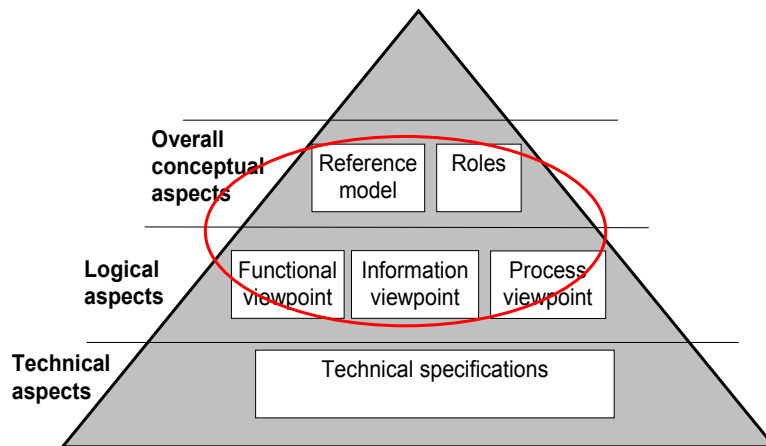 Overall
conceptual
aspects
Reference
model
Roles
Logical
aspects
Functional
viewpoint
Information
viewpoint
Process
viewpoint
Technical
aspects
Technical specifications